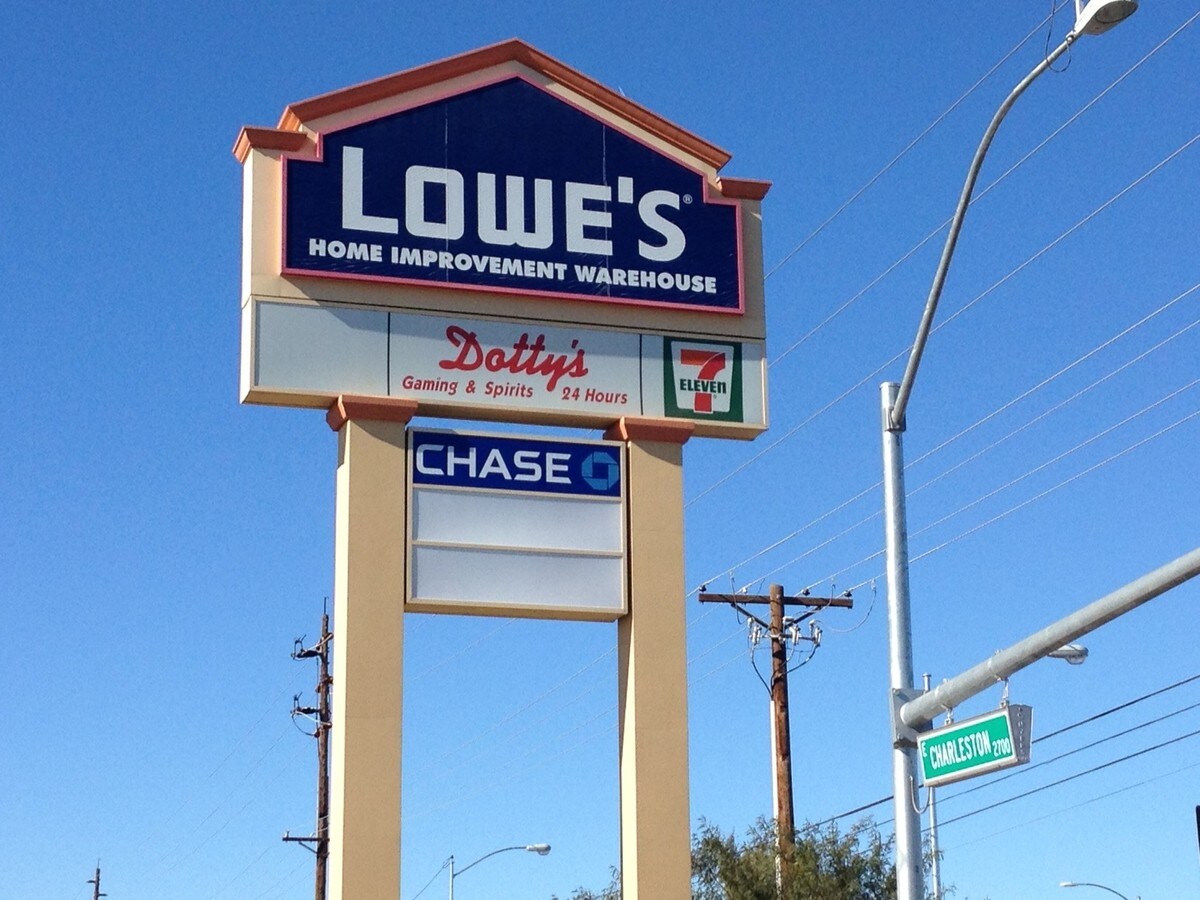 LOWE'S®
HOME IMPROVEMENT WAREHOUSE
Dotty's
Gaming & Spirits 24 Hours
7
ELEVEn
CHASE
E CHARLESTON 2700